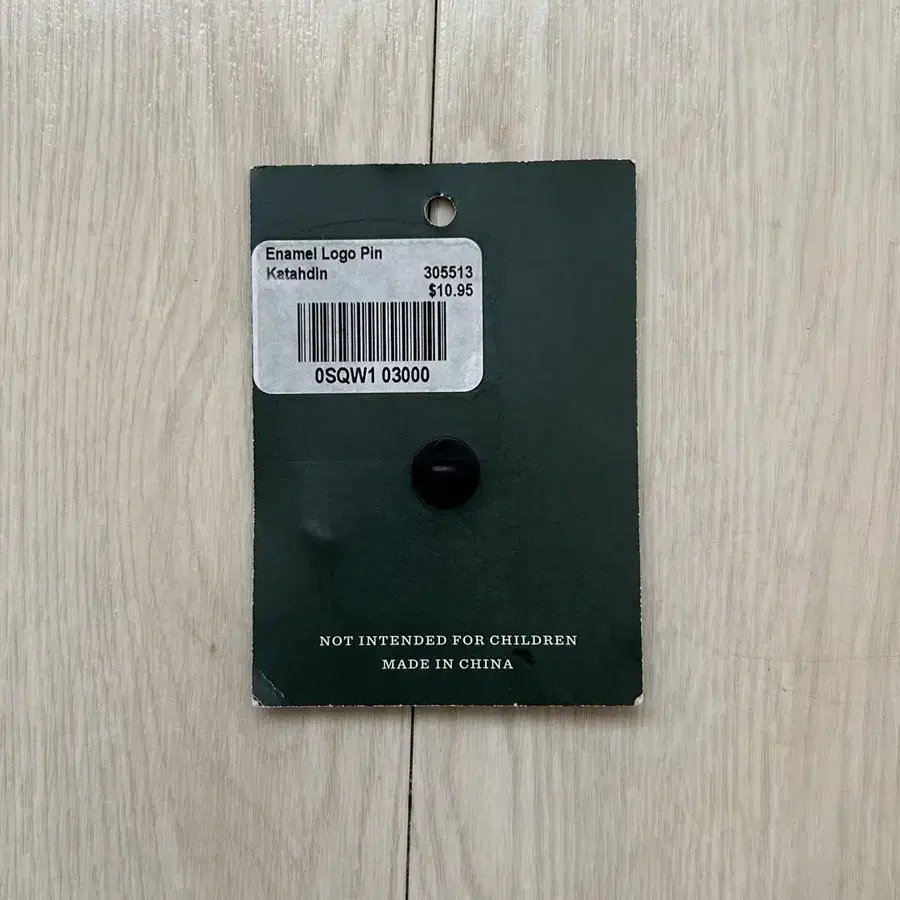 Enamel Logo Pin
Katahdin 305513
$10.95
0SQW1 03000
NOT INTENDED FOR CHILDREN
MADE IN CHINA